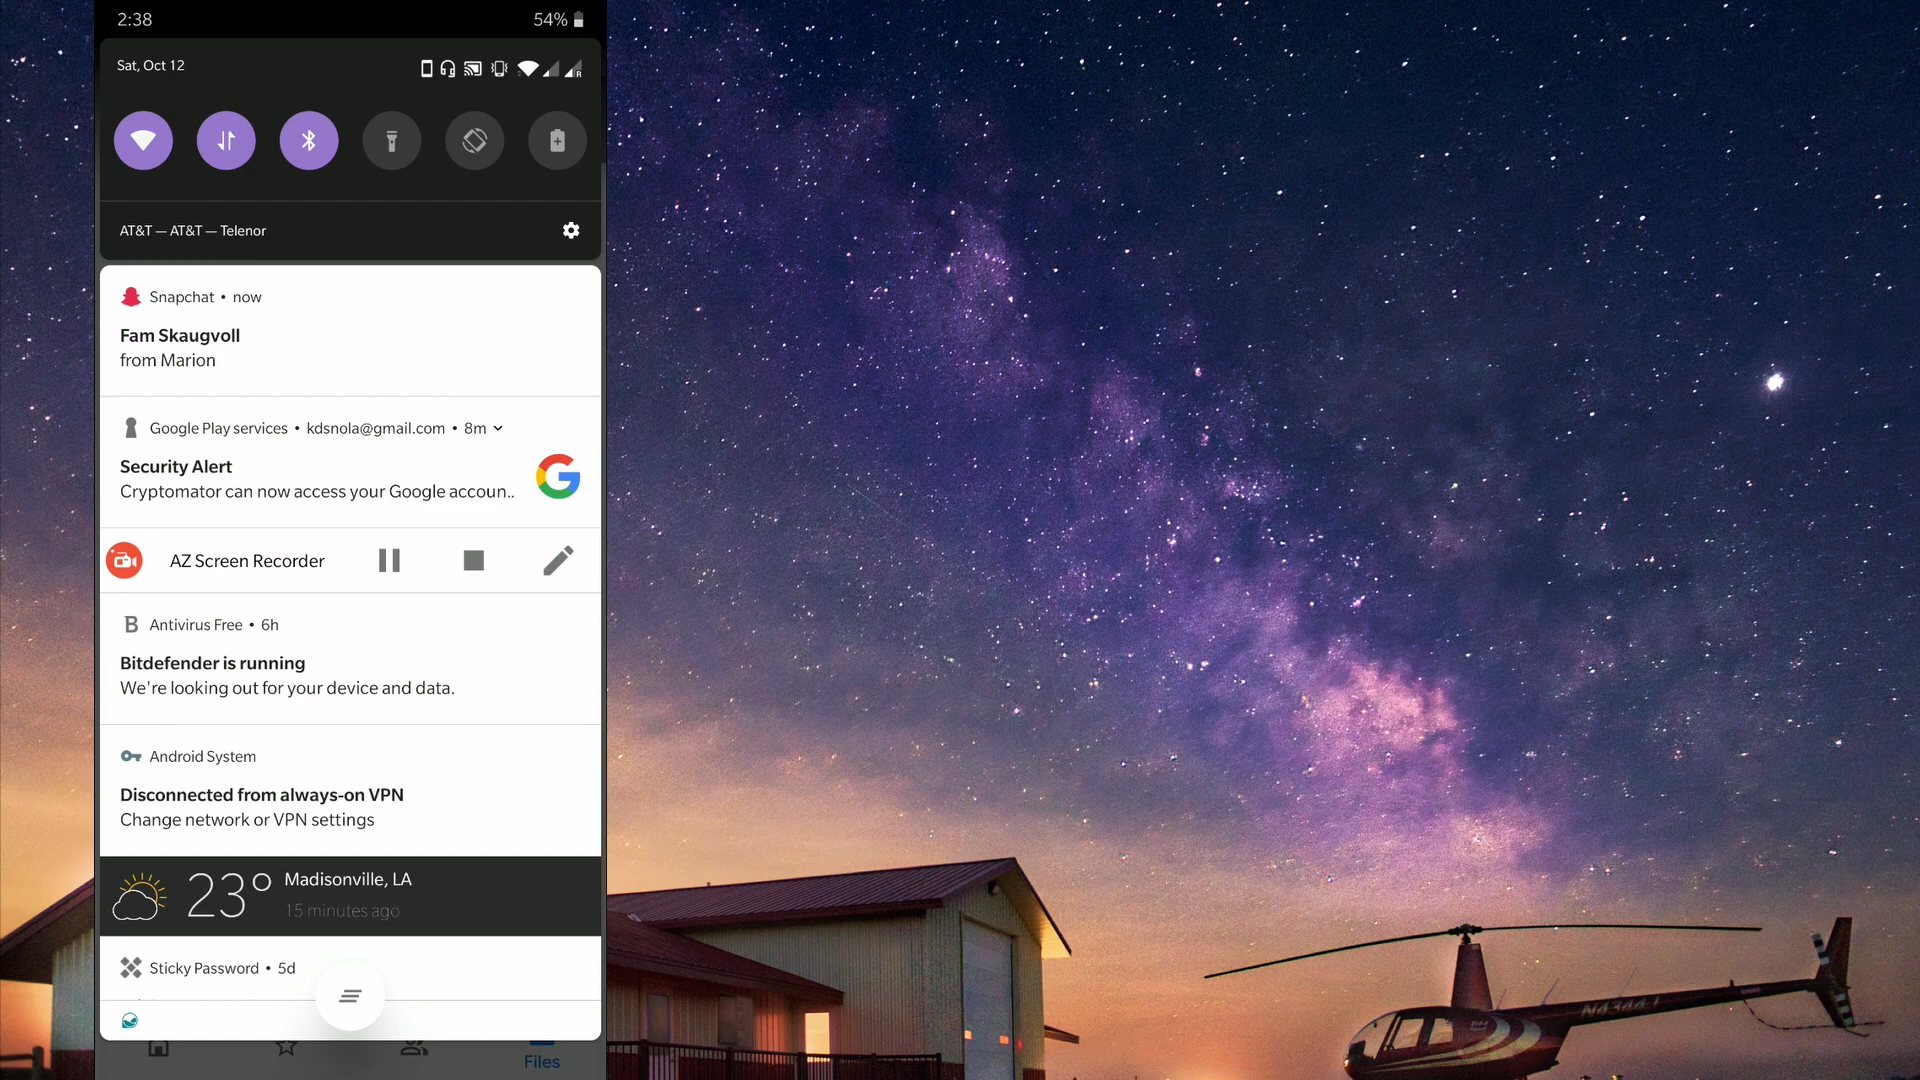 2:38
54%
Sat, Oct 12
R
AT&T — AT&T — Telenor
Snapchat • now
Fam Skaugvoll
from Marion
Google Play services • kdsnola@gmail.com • 8m
Security Alert
Cryptomator can now access your Google accoun..
AZ Screen Recorder
B Antivirus Free • 6h
Bitdefender is running
We're looking out for your device and data.
Android System
Disconnected from always-on VPN
Change network or VPN settings
23° Madisonville, LA
15 minutes ago
Sticky Password • 5d
Files